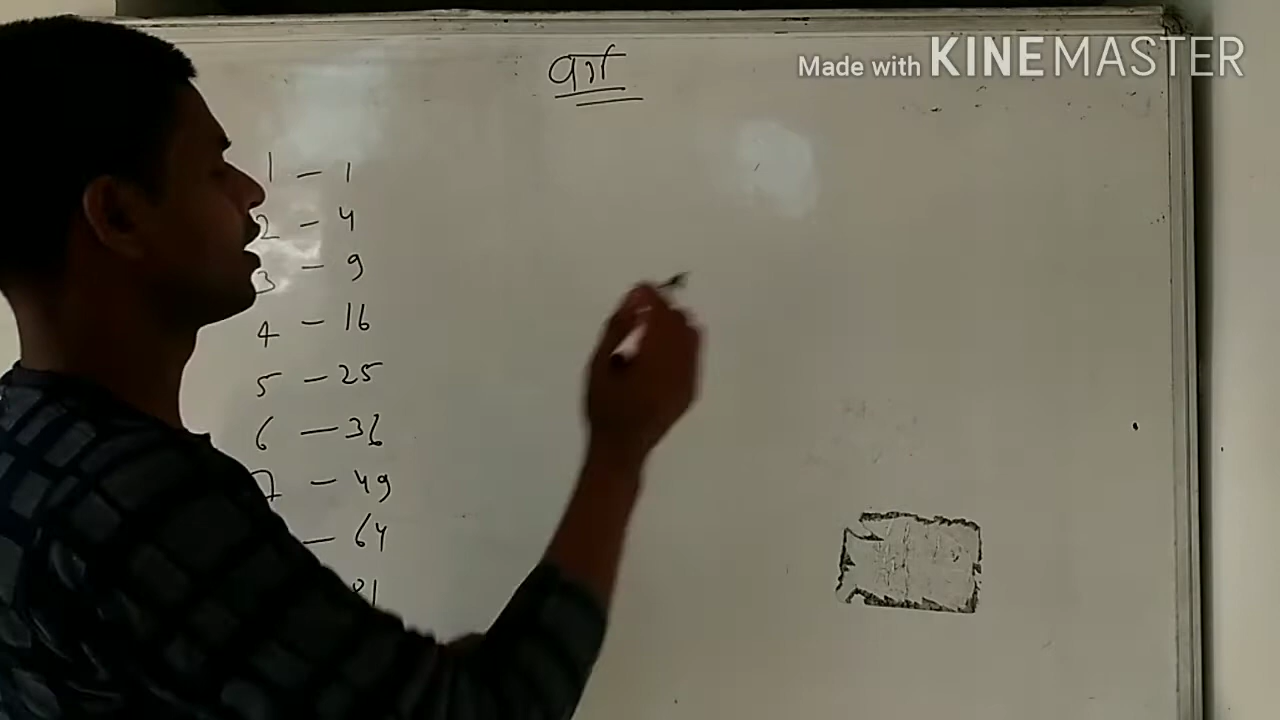 वर्ग
Made with KINEMASTER
1 – 1
2 – 4
3 – 9
4 – 16
5 – 25
6 – 36
7 – 49
– 64
81